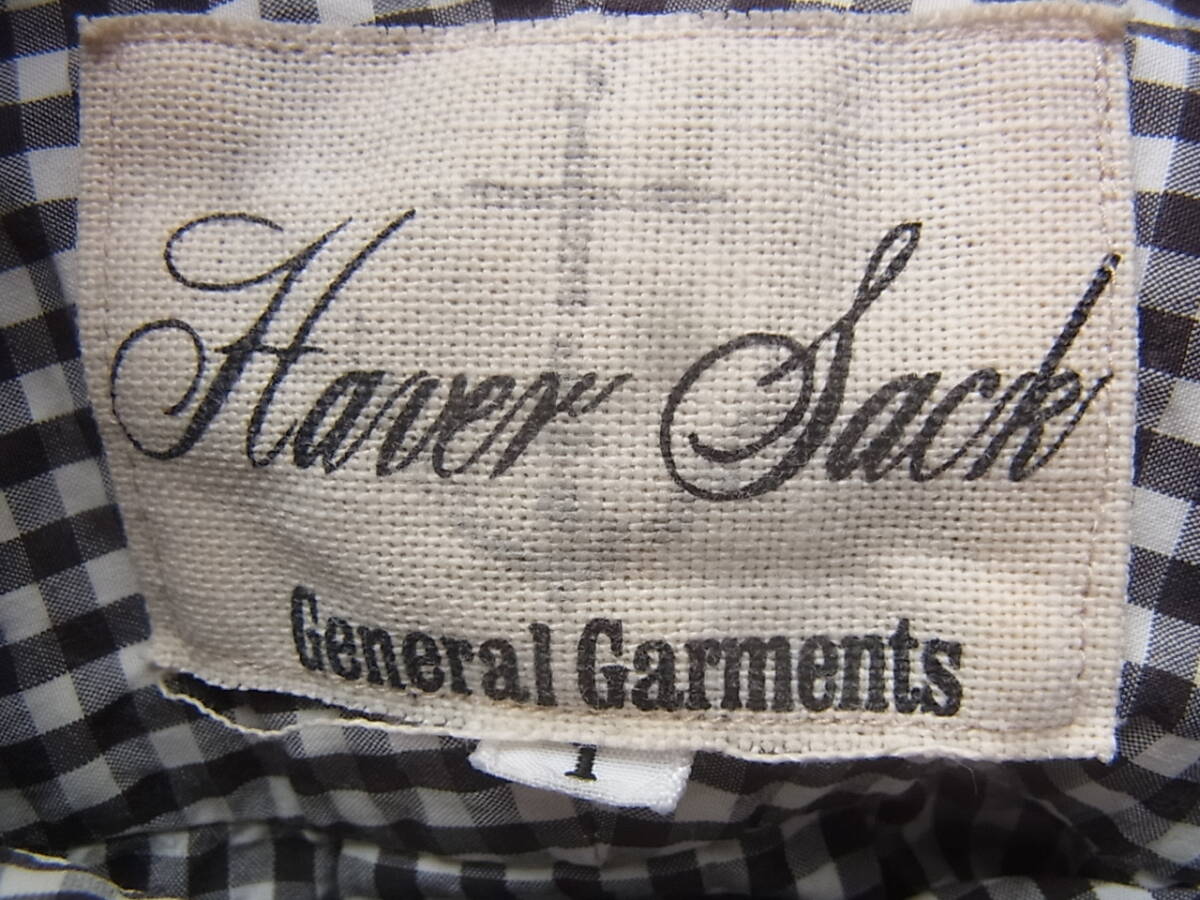 Haver Sack
General Garments
1